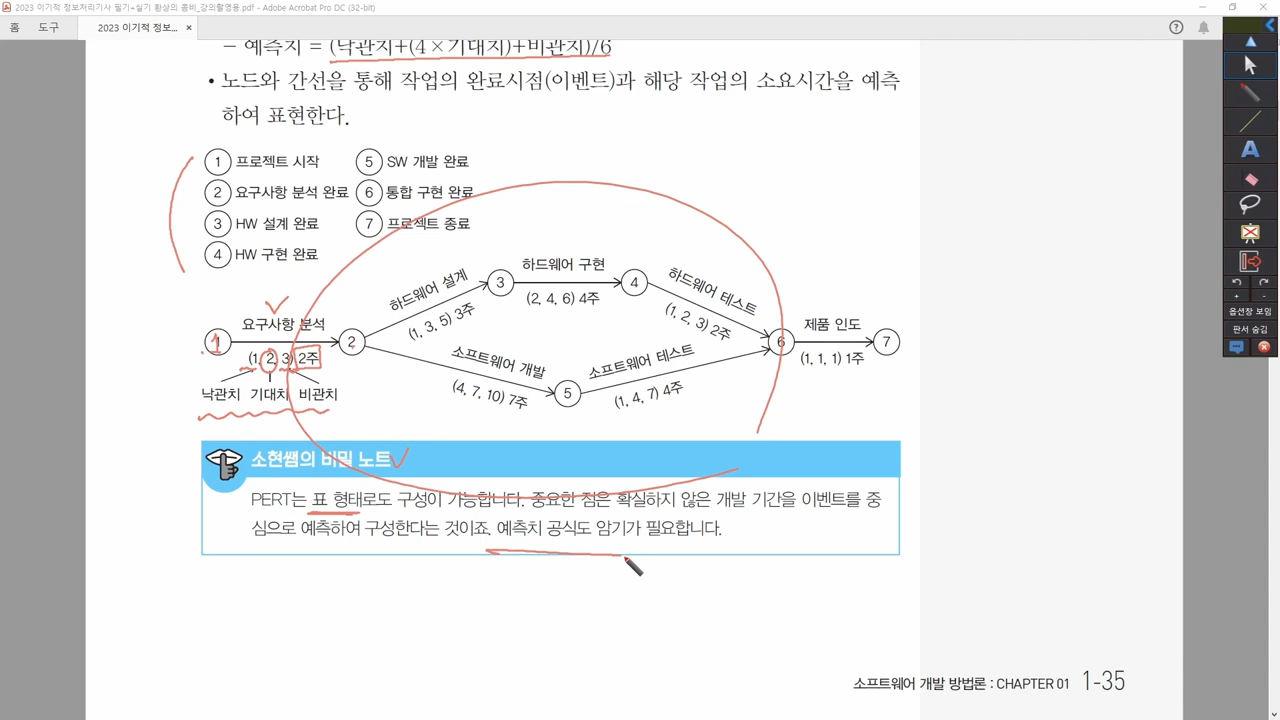 2023 이기적 정보처리기사 필기+실기 환상의 콤비_강의촬영용.pdf - Adobe Acrobat Pro DC (32-bit)
홈 도구 2023 이기적 정보... ×
- 예측치 = (낙관치+(4×기대치)+비관치)/6
• 노드와 간선을 통해 작업의 완료시점(이벤트)과 해당 작업의 소요시간을 예측
하여 표현한다.
① 프로젝트 시작 ⑤ SW 개발 완료
② 요구사항 분석 완료 ⑥ 통합 구현 완료
③ HW 설계 완료 ⑦ 프로젝트 종료
④ HW 구현 완료
하드웨어 설계
(1, 3, 5) 3주
하드웨어 구현
(2, 4, 6) 4주
하드웨어 테스트
(1, 2, 3) 2주
요구사항 분석
(1, 2, 3) 2주
낙관치 기대치 비관치
소프트웨어 개발
(4, 7, 10) 7주
소프트웨어 테스트
(1, 4, 7) 4주
제품 인도
(1, 1, 1) 1주
1 2 3 4 5 6 7
소현쌤의 비밀 노트
PERT는 표 형태로도 구성이 가능합니다. 중요한 점은 확실하지 않은 개발 기간을 이벤트를 중
심으로 예측하여 구성한다는 것이죠. 예측치 공식도 암기가 필요합니다.
소프트웨어 개발 방법론 : CHAPTER 01 1-35
옵션창 보임
판서 숨김